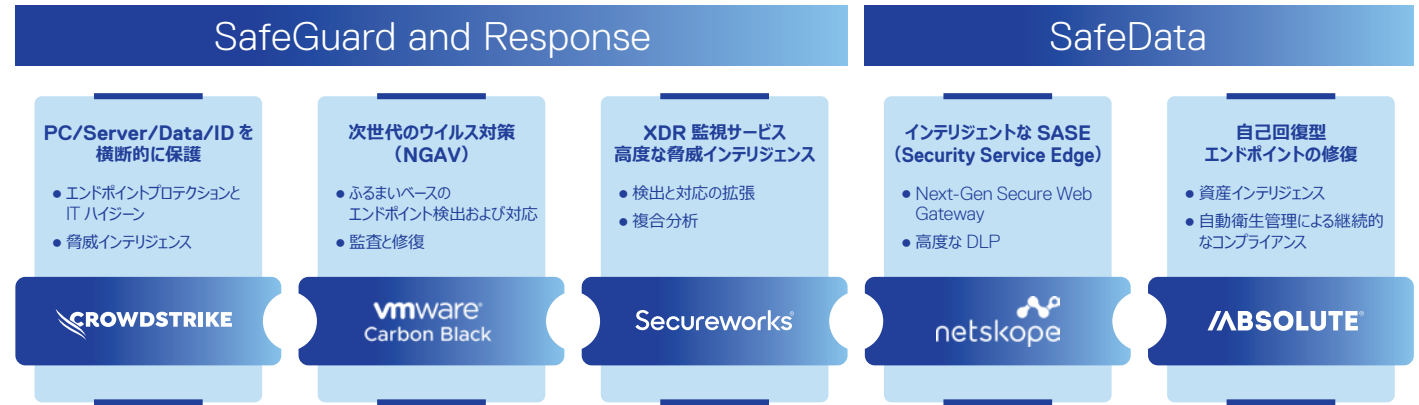 SafeGuard and Response
SafeData
PC/Server/Data/ID を
横断的に保護
● エンドポイントプロテクションと
IT ハイジーン
● 脅威インテリジェンス
CROWDSTRIKE
次世代のウイルス対策
（NGAV）
● ふるまいベースの
エンドポイント検出および対応
● 監査と修復
vmware®
Carbon Black
XDR 監視サービス
高度な脅威インテリジェンス
● 検出と対応の拡張
● 複合分析
Secureworks®
インテリジェントな SASE
（Security Service Edge）
● Next-Gen Secure Web
Gateway
● 高度な DLP
netskope
自己回復型
エンドポイントの修復
● 資産インテリジェンス
● 自動衛生管理による継続的
なコンプライアンス
ABSOLUTE®